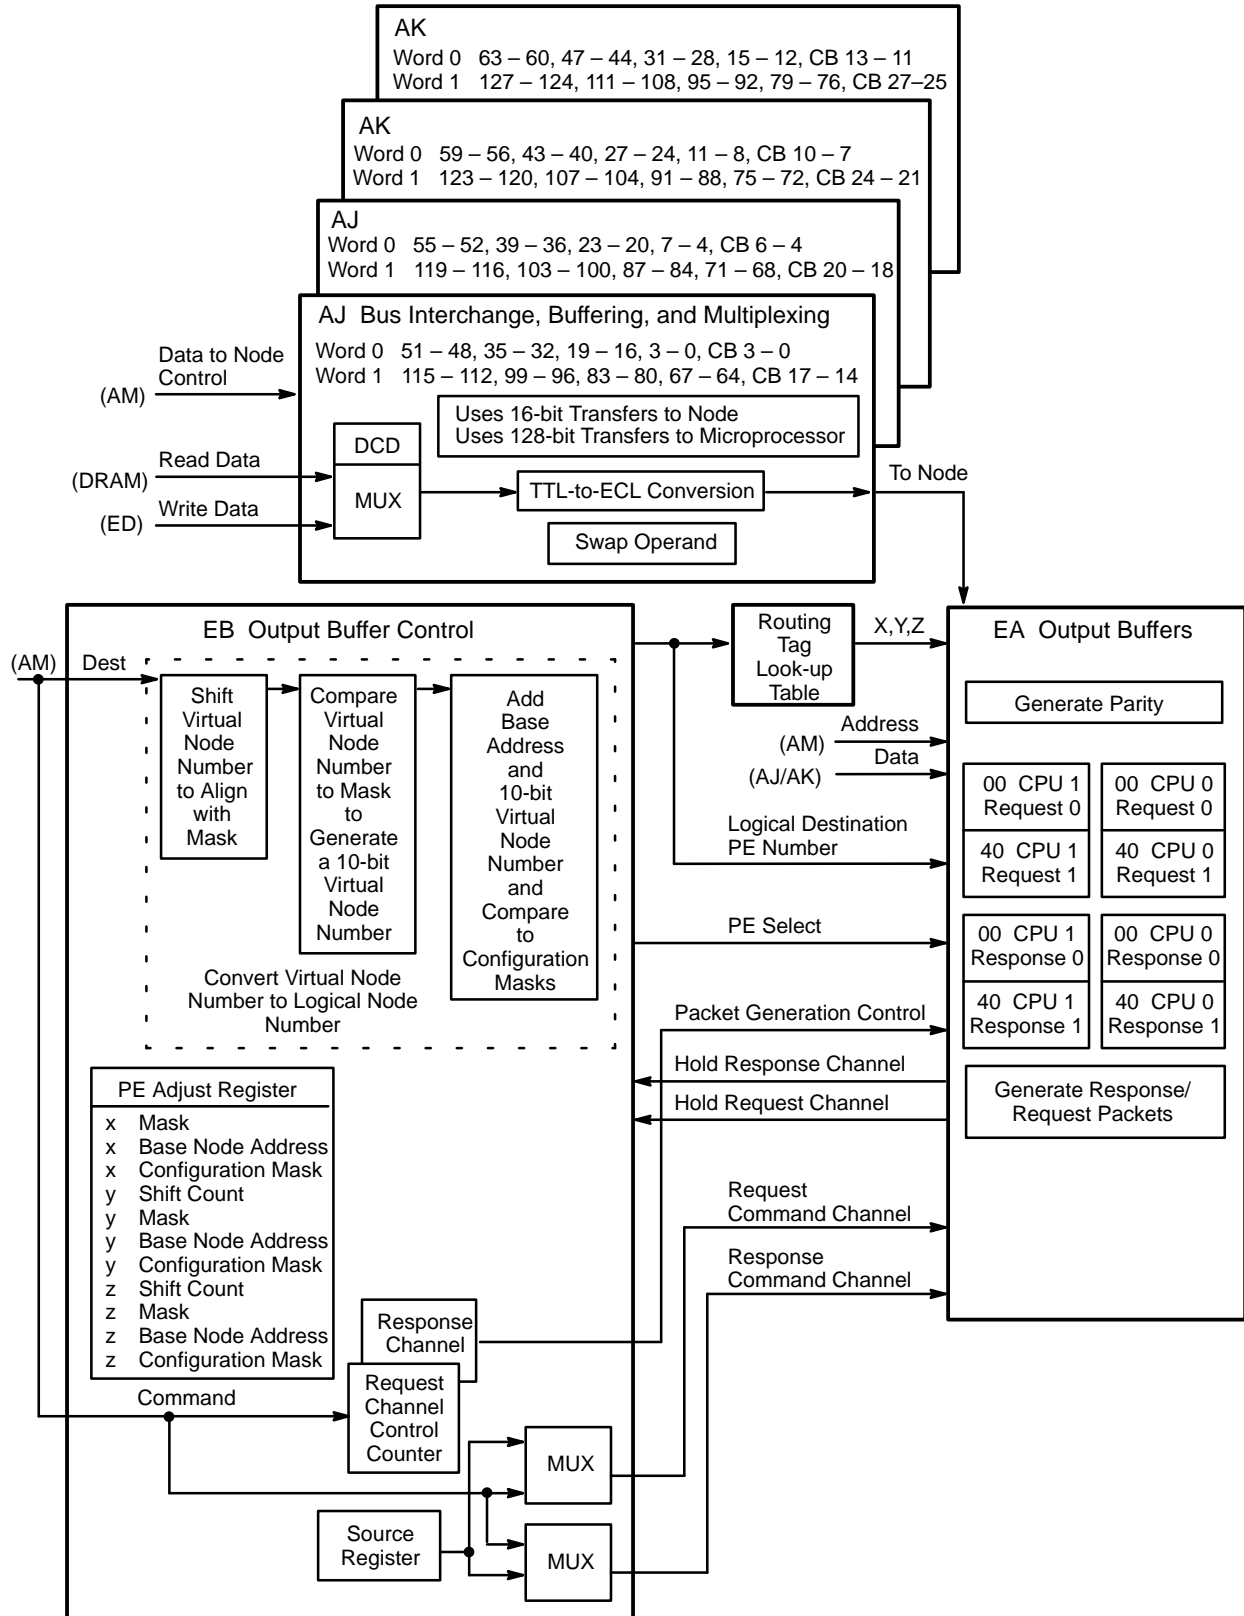 AK
Word 0 63 – 60, 47 – 44, 31 – 28, 15 – 12, CB 13 – 11
Word 1 127 – 124, 111 – 108, 95 – 92, 79 – 76, CB 27–25
AK
Word 0 59 – 56, 43 – 40, 27 – 24, 11 – 8, CB 10 – 7
Word 1 123 – 120, 107 – 104, 91 – 88, 75 – 72, CB 24 – 21
AJ
Word 0 55 – 52, 39 – 36, 23 – 20, 7 – 4, CB 6 – 4
Word 1 119 – 116, 103 – 100, 87 – 84, 71 – 68, CB 20 – 18
AJ Bus Interchange, Buffering, and Multiplexing
Word 0 51 – 48, 35 – 32, 19 – 16, 3 – 0, CB 3 – 0
Word 1 115 – 112, 99 – 96, 83 – 80, 67 – 64, CB 17 – 14
Data to Node
Control
(AM)
Uses 16-bit Transfers to Node
Uses 128-bit Transfers to Microprocessor
DCD
MUX
Read Data
(DRAM)
Write Data
(ED)
TTL-to-ECL Conversion
Swap Operand
To Node
EB Output Buffer Control
(AM)
Dest
Shift
Virtual
Node
Number
to Align
with
Mask
Compare
Virtual
Node
Number
to Mask
to
Generate
a 10-bit
Virtual
Node
Number
Add
Base
Address
and
10-bit
Virtual
Node
Number
and
Compare
to
Configuration
Masks
Convert Virtual Node
Number to Logical Node
Number
Routing
Tag
Look-up
Table
X,Y,Z
Address
(AM)
Data
(AJ/AK)
Logical Destination
PE Number
PE Select
Packet Generation Control
Hold Response Channel
Hold Request Channel
Request
Command Channel
Response
Command Channel
EA Output Buffers
Generate Parity
00 CPU 1
Request 0
00 CPU 0
Request 0
40 CPU 1
Request 1
40 CPU 0
Request 1
00 CPU 1
Response 0
00 CPU 0
Response 0
40 CPU 1
Response 1
40 CPU 0
Response 1
Generate Response/
Request Packets
PE Adjust Register
x Mask
x Base Node Address
x Configuration Mask
y Shift Count
y Mask
y Base Node Address
y Configuration Mask
z Shift Count
z Mask
z Base Node Address
z Configuration Mask
Command
Response
Channel
Request
Channel
Control
Counter
MUX
Source
Register
MUX